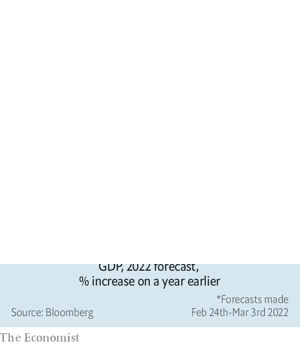 GDP, 2022 forecast,
% increase on a year earlier
*Forecasts made
Source: Bloomberg
Feb 24th-Mar 3rd 2022
The Economist